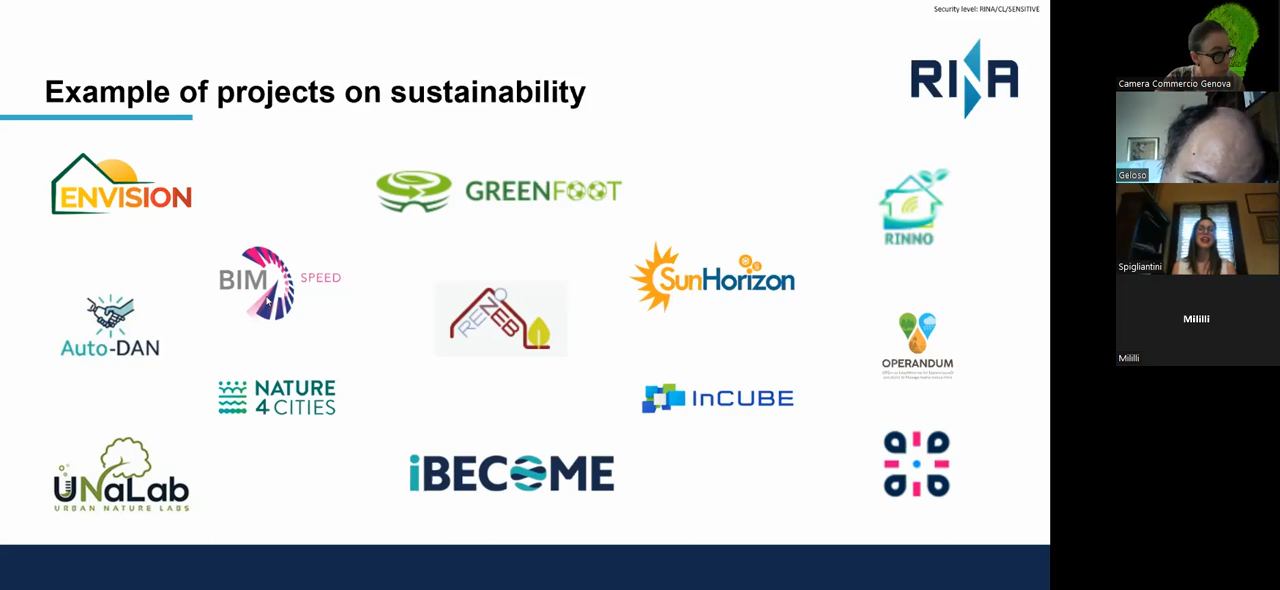 Security level: RINA/CL/SENSITIVE
RINA
Example of projects on sustainability
ENVISION
GREENFOOT
RINNO
BIM SPEED
SunHorizon
RENOZEB
Auto-DAN
OPERANDUM
NATURE
4 CITIES
InCUBE
UNaLab
URBAN NATURE LABS
iBECOME
Camera Commercio Genova
Geloso
Spigliantini
Mililli
Mililli